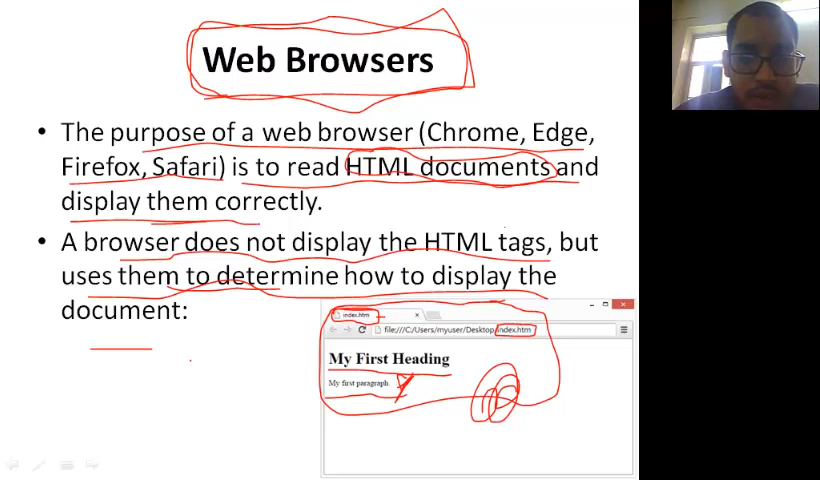 Web Browsers
• The purpose of a web browser (Chrome, Edge,
Firefox, Safari) is to read HTML documents and
display them correctly.
• A browser does not display the HTML tags, but
uses them to determine how to display the
document:
index.htm
file:///C:/Users/myuser/Desktop/index.htm
My First Heading
My first paragraph.